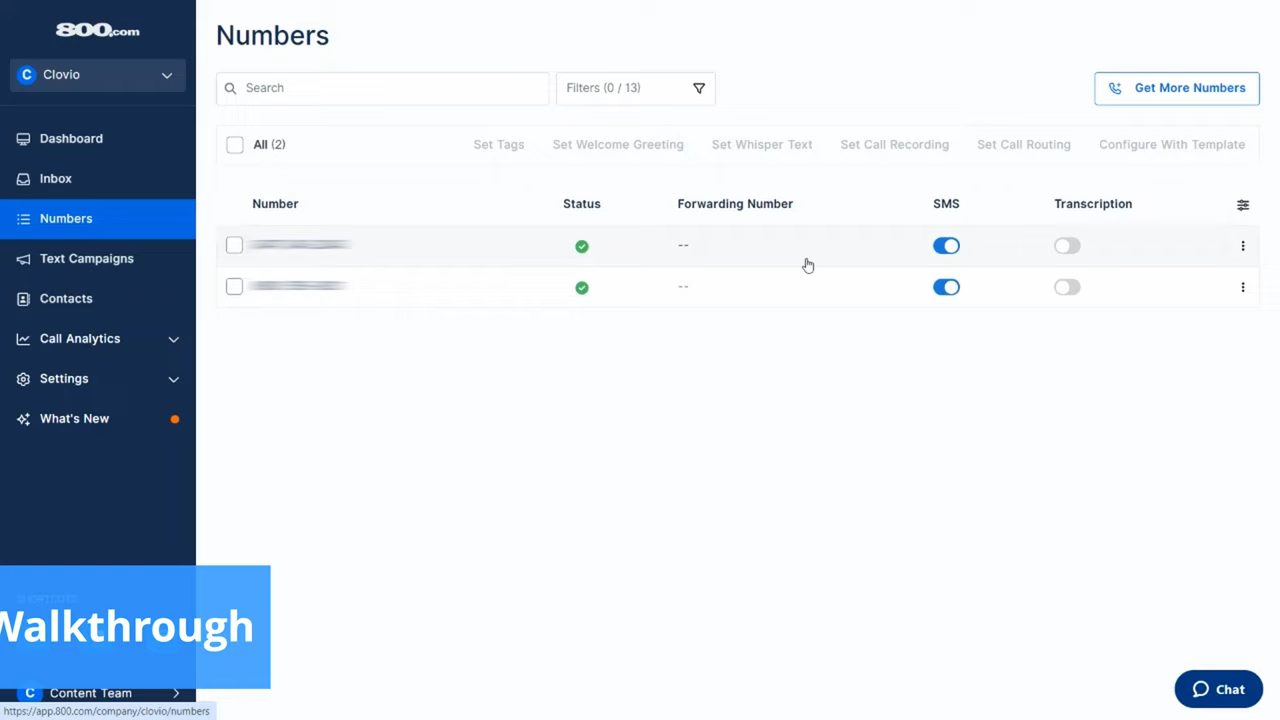 800.com
C Clovio
Dashboard
Inbox
Numbers
Text Campaigns
Contacts
Call Analytics
Settings
What's New
Walkthrough
C Content Team
https://app.800.com/company/clovio/numbers
Numbers
Search
Filters (0 / 13)
Get More Numbers
All (2) Set Tags Set Welcome Greeting Set Whisper Text Set Call Recording Set Call Routing Configure With Template
Number Status Forwarding Number SMS Transcription
--
--
Chat